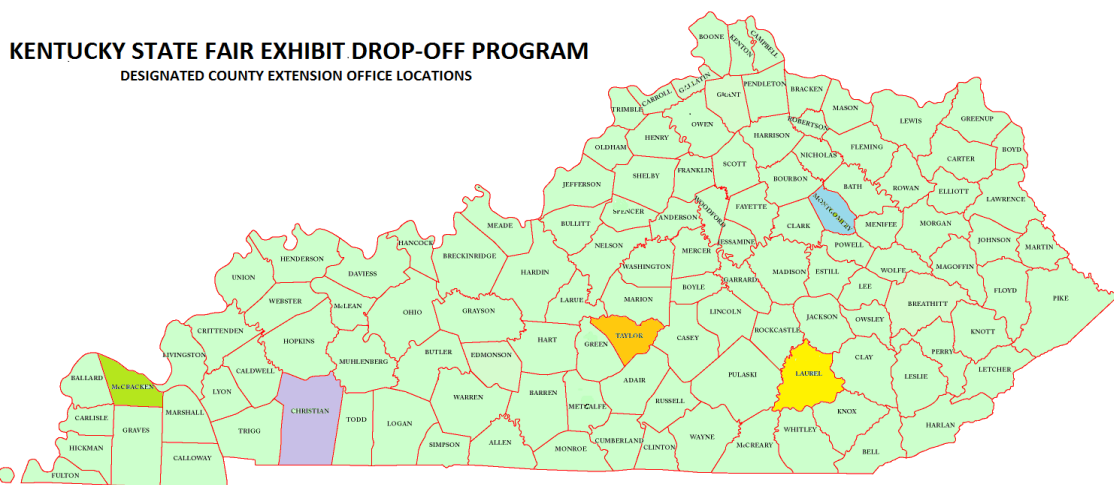 KENTUCKY STATE FAIR EXHIBIT DROP-OFF PROGRAM
DESIGNATED COUNTY EXTENSION OFFICE LOCATIONS
BOONE
KENTON
CAMPBELL
GALLATIN
CARROLL
TRIMBLE
GRANT
PENDLETON
BRACKEN
MASON
LEWIS
GREENUP
BOYD
OWEN
ROBERTSON
HENRY
HARRISON
FLEMING
CARTER
OLDHAM
NICHOLAS
SCOTT
FRANKLIN
SHELBY
BOURBON
BATH
ROWAN
ELLIOTT
LAWRENCE
JEFFERSON
WOODFORD
FAYETTE
MONTGOMERY
SPENCER
ANDERSON
BULLITT
CLARK
MENIFEE
MORGAN
MEADE
HANCOCK
NELSON
JESSAMINE
POWELL
JOHNSON
MARTIN
MERCER
BRECKINRIDGE
HENDERSON
DAVIESS
UNION
HARDIN
WASHINGTON
GARRARD
MADISON
ESTILL
WOLFE
MAGOFFIN
LEE
BOYLE
FLOYD
PIKE
WEBSTER
McLEAN
OHIO
GRAYSON
LARUE
MARION
LINCOLN
JACKSON
OWSLEY
BREATHITT
CRITTENDEN
HOPKINS
HART
GREEN
TAYLOR
CASEY
ROCKCASTLE
KNOTT
LIVINGSTON
MUHLENBERG
BUTLER
EDMONSON
CLAY
PERRY
CALDWELL
LETCHER
BALLARD
McCRACKEN
LYON
ADAIR
PULASKI
LAUREL
LESLIE
WARREN
BARREN
METCALFE
RUSSELL
CARLISLE
MARSHALL
CHRISTIAN
TODD
LOGAN
KNOX
HARLAN
GRAVES
TRIGG
SIMPSON
ALLEN
MONROE
CUMBERLAND
CLINTON
WAYNE
McCREARY
WHITLEY
BELL
HICKMAN
CALLOWAY
FULTON